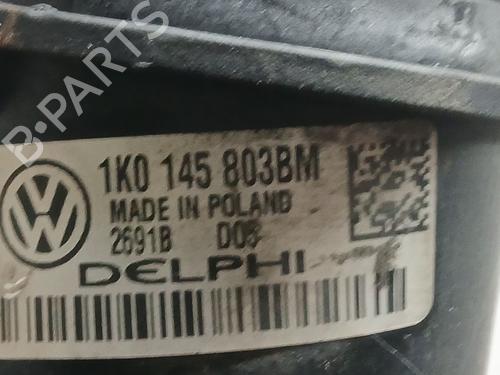 B-PARTS
1K0 145 803BM
MADE IN POLAND
2691B D08
DELPHI